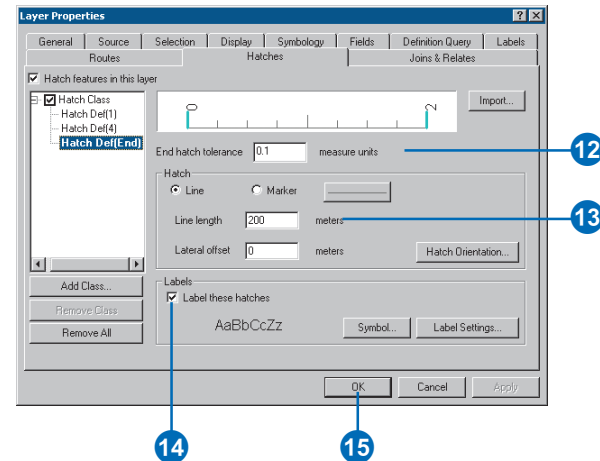 Layer Properties
General Source Selection Display Symbology Fields Definition Query Labels
Routes Hatches Joins & Relates
Hatch features in this layer
Hatch Class
Hatch Def(1)
Hatch Def(4)
Hatch Def(End)
0 2
Import...
End hatch tolerance 0.1 measure units
12
Hatch
Line Marker
Line length 200 meters
13
Lateral offset 0 meters
Hatch Orientation...
Add Class...
Remove Class
Remove All
Labels
Label these hatches
AaBbCcZz
Symbol...
Label Settings...
OK Cancel Apply
14
15